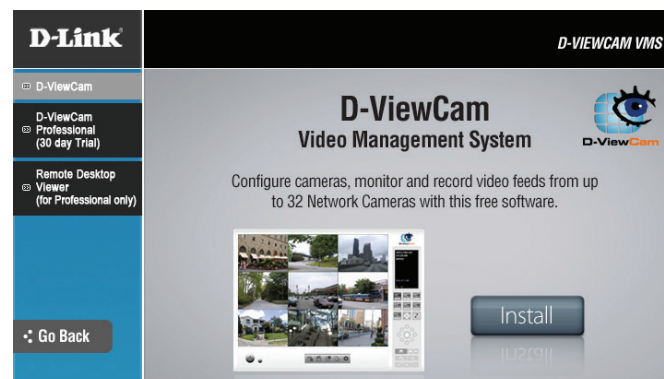 D-Link
D-VIEWCAM VMS
D-ViewCam
D-ViewCam
Professional
(30 day Trial)
Remote Desktop
Viewer
(for Professional only)
Go Back
D-ViewCam
Video Management System
D-ViewCam
Configure cameras, monitor and record video feeds from up
to 32 Network Cameras with this free software.
Install